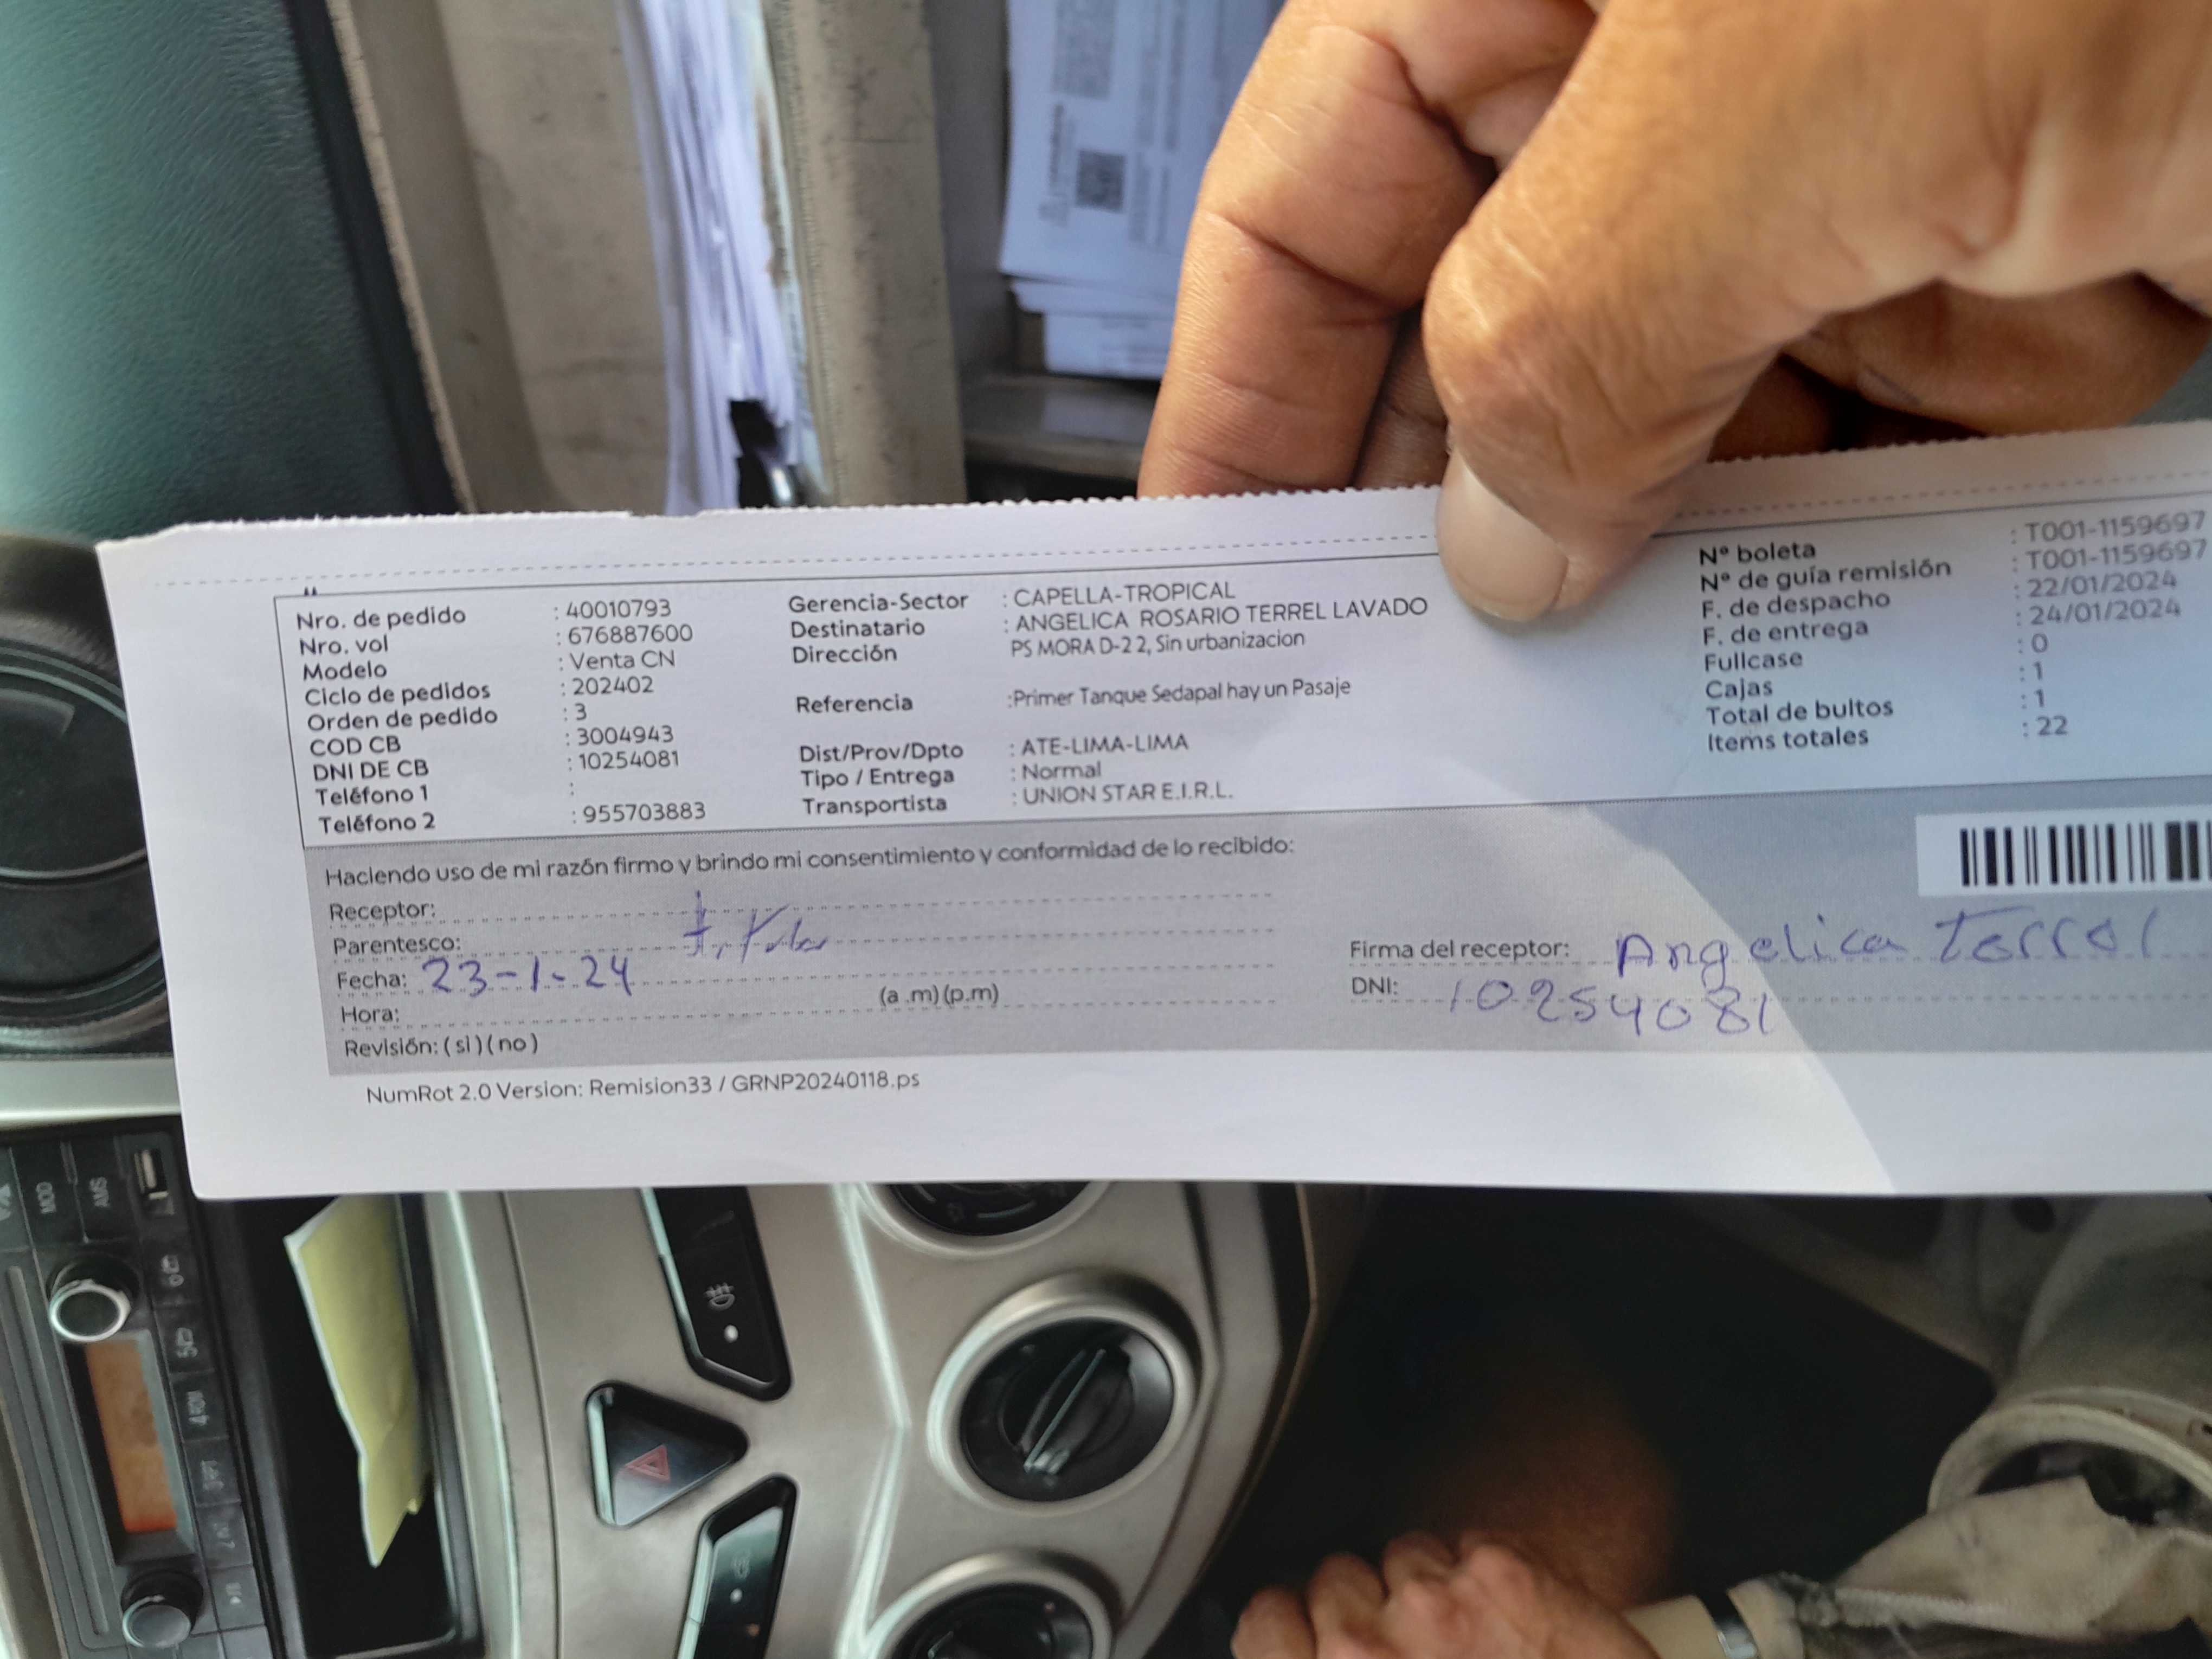 Nro. de pedido : 40010793
Nro. vol : 676887600
Modelo : Venta CN
Ciclo de pedidos : 202402
Orden de pedido : 3
COD CB : 3004943
DNI DE CB : 10254081
Teléfono 1 :
Teléfono 2 : 955703883
Gerencia-Sector : CAPELLA-TROPICAL
Destinatario : ANGELICA ROSARIO TERREL LAVADO
Dirección PS MORA D-2 2, Sin urbanizacion
Referencia :Primer Tanque Sedapal hay un Pasaje
Dist/Prov/Dpto : ATE-LIMA-LIMA
Tipo / Entrega : Normal
Transportista : UNION STAR E.I.R.L.
N° boleta : T001-1159697
N° de guía remisión : T001-1159697
F. de despacho : 22/01/2024
F. de entrega : 24/01/2024
Fullcase : 0
Cajas : 1
Total de bultos : 1
Items totales : 22
Haciendo uso de mi razón firmo y brindo mi consentimiento y conformidad de lo recibido:
Receptor:
Parentesco:
Fecha: 23-1-24
Hora: (a .m) (p.m)
Revisión: ( si ) ( no )
Firma del receptor: Angelica Terrel
DNI: 10254081
NumRot 2.0 Version: Remision33 / GRNP20240118.ps
MOD
AMS